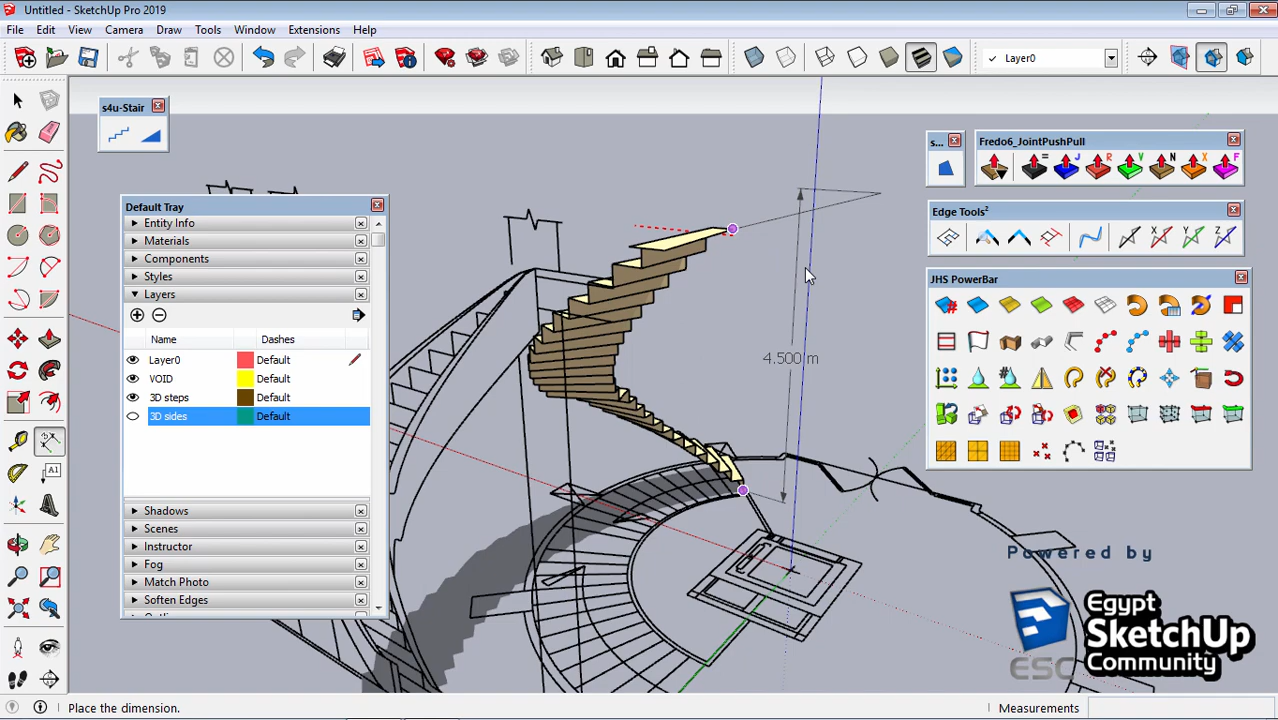 Untitled - SketchUp Pro 2019
File Edit View Camera Draw Tools Window Extensions Help
Layer0
s4u-Stair
s...
Fredo6_JointPushPull
R V N X F
Edge Tools²
JHS PowerBar
Default Tray
Entity Info
Materials
Components
Styles
Layers
Name Dashes
Layer0 Default
VOID Default
3D steps Default
3D sides Default
Shadows
Scenes
Instructor
Fog
Match Photo
Soften Edges
4.500 m
Powered by
Egypt
SketchUp
Community
ESC
Place the dimension.
Measurements